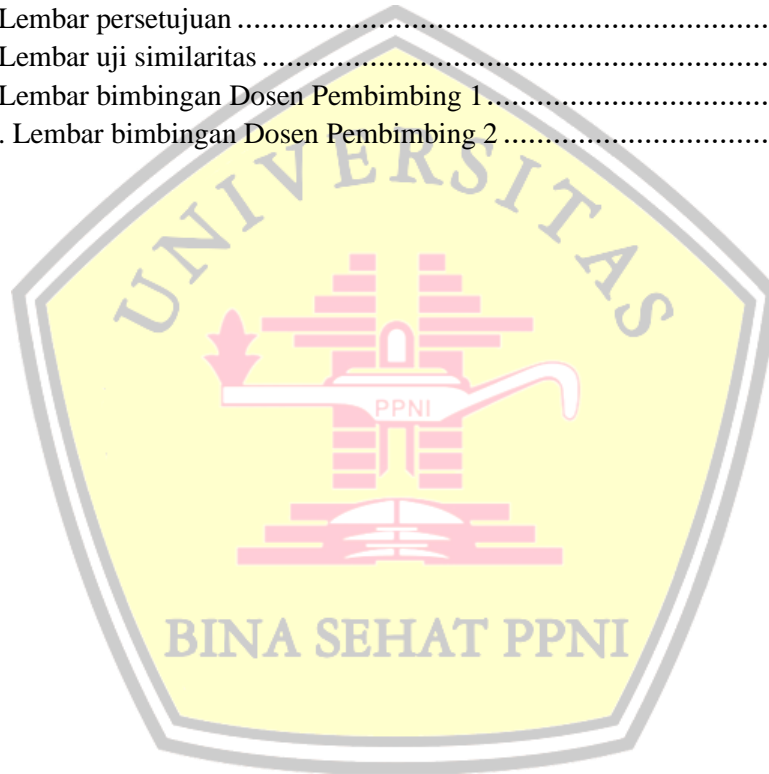 Lembar persetujuan ................................................................................
Lembar uji similaritas ................................................................................
Lembar bimbingan Dosen Pembimbing 1................................................
. Lembar bimbingan Dosen Pembimbing 2 ................................
UNIVERSITAS
PPNI
BINA SEHAT PPNI